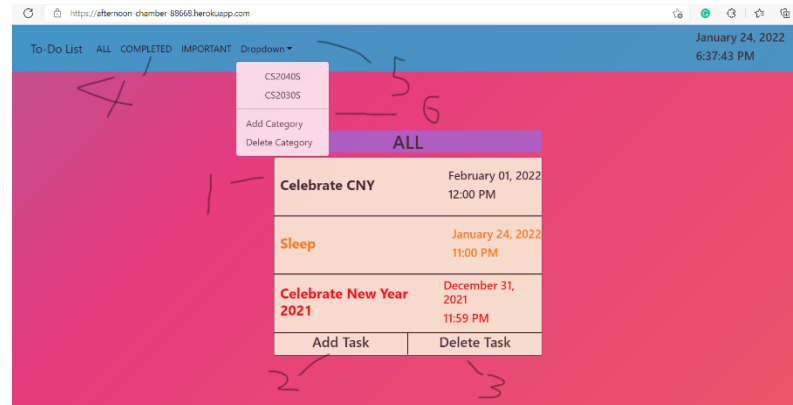 https://afternoon-chamber-88668.herokuapp.com
To-Do List ALL COMPLETED IMPORTANT Dropdown
January 24, 2022
6:37:43 PM
4
5
CS2040S
CS2030S
6
Add Category
Delete Category
ALL
1
Celebrate CNY
February 01, 2022
12:00 PM
Sleep
January 24, 2022
11:00 PM
Celebrate New Year
2021
December 31,
2021
11:59 PM
Add Task Delete Task
2 3